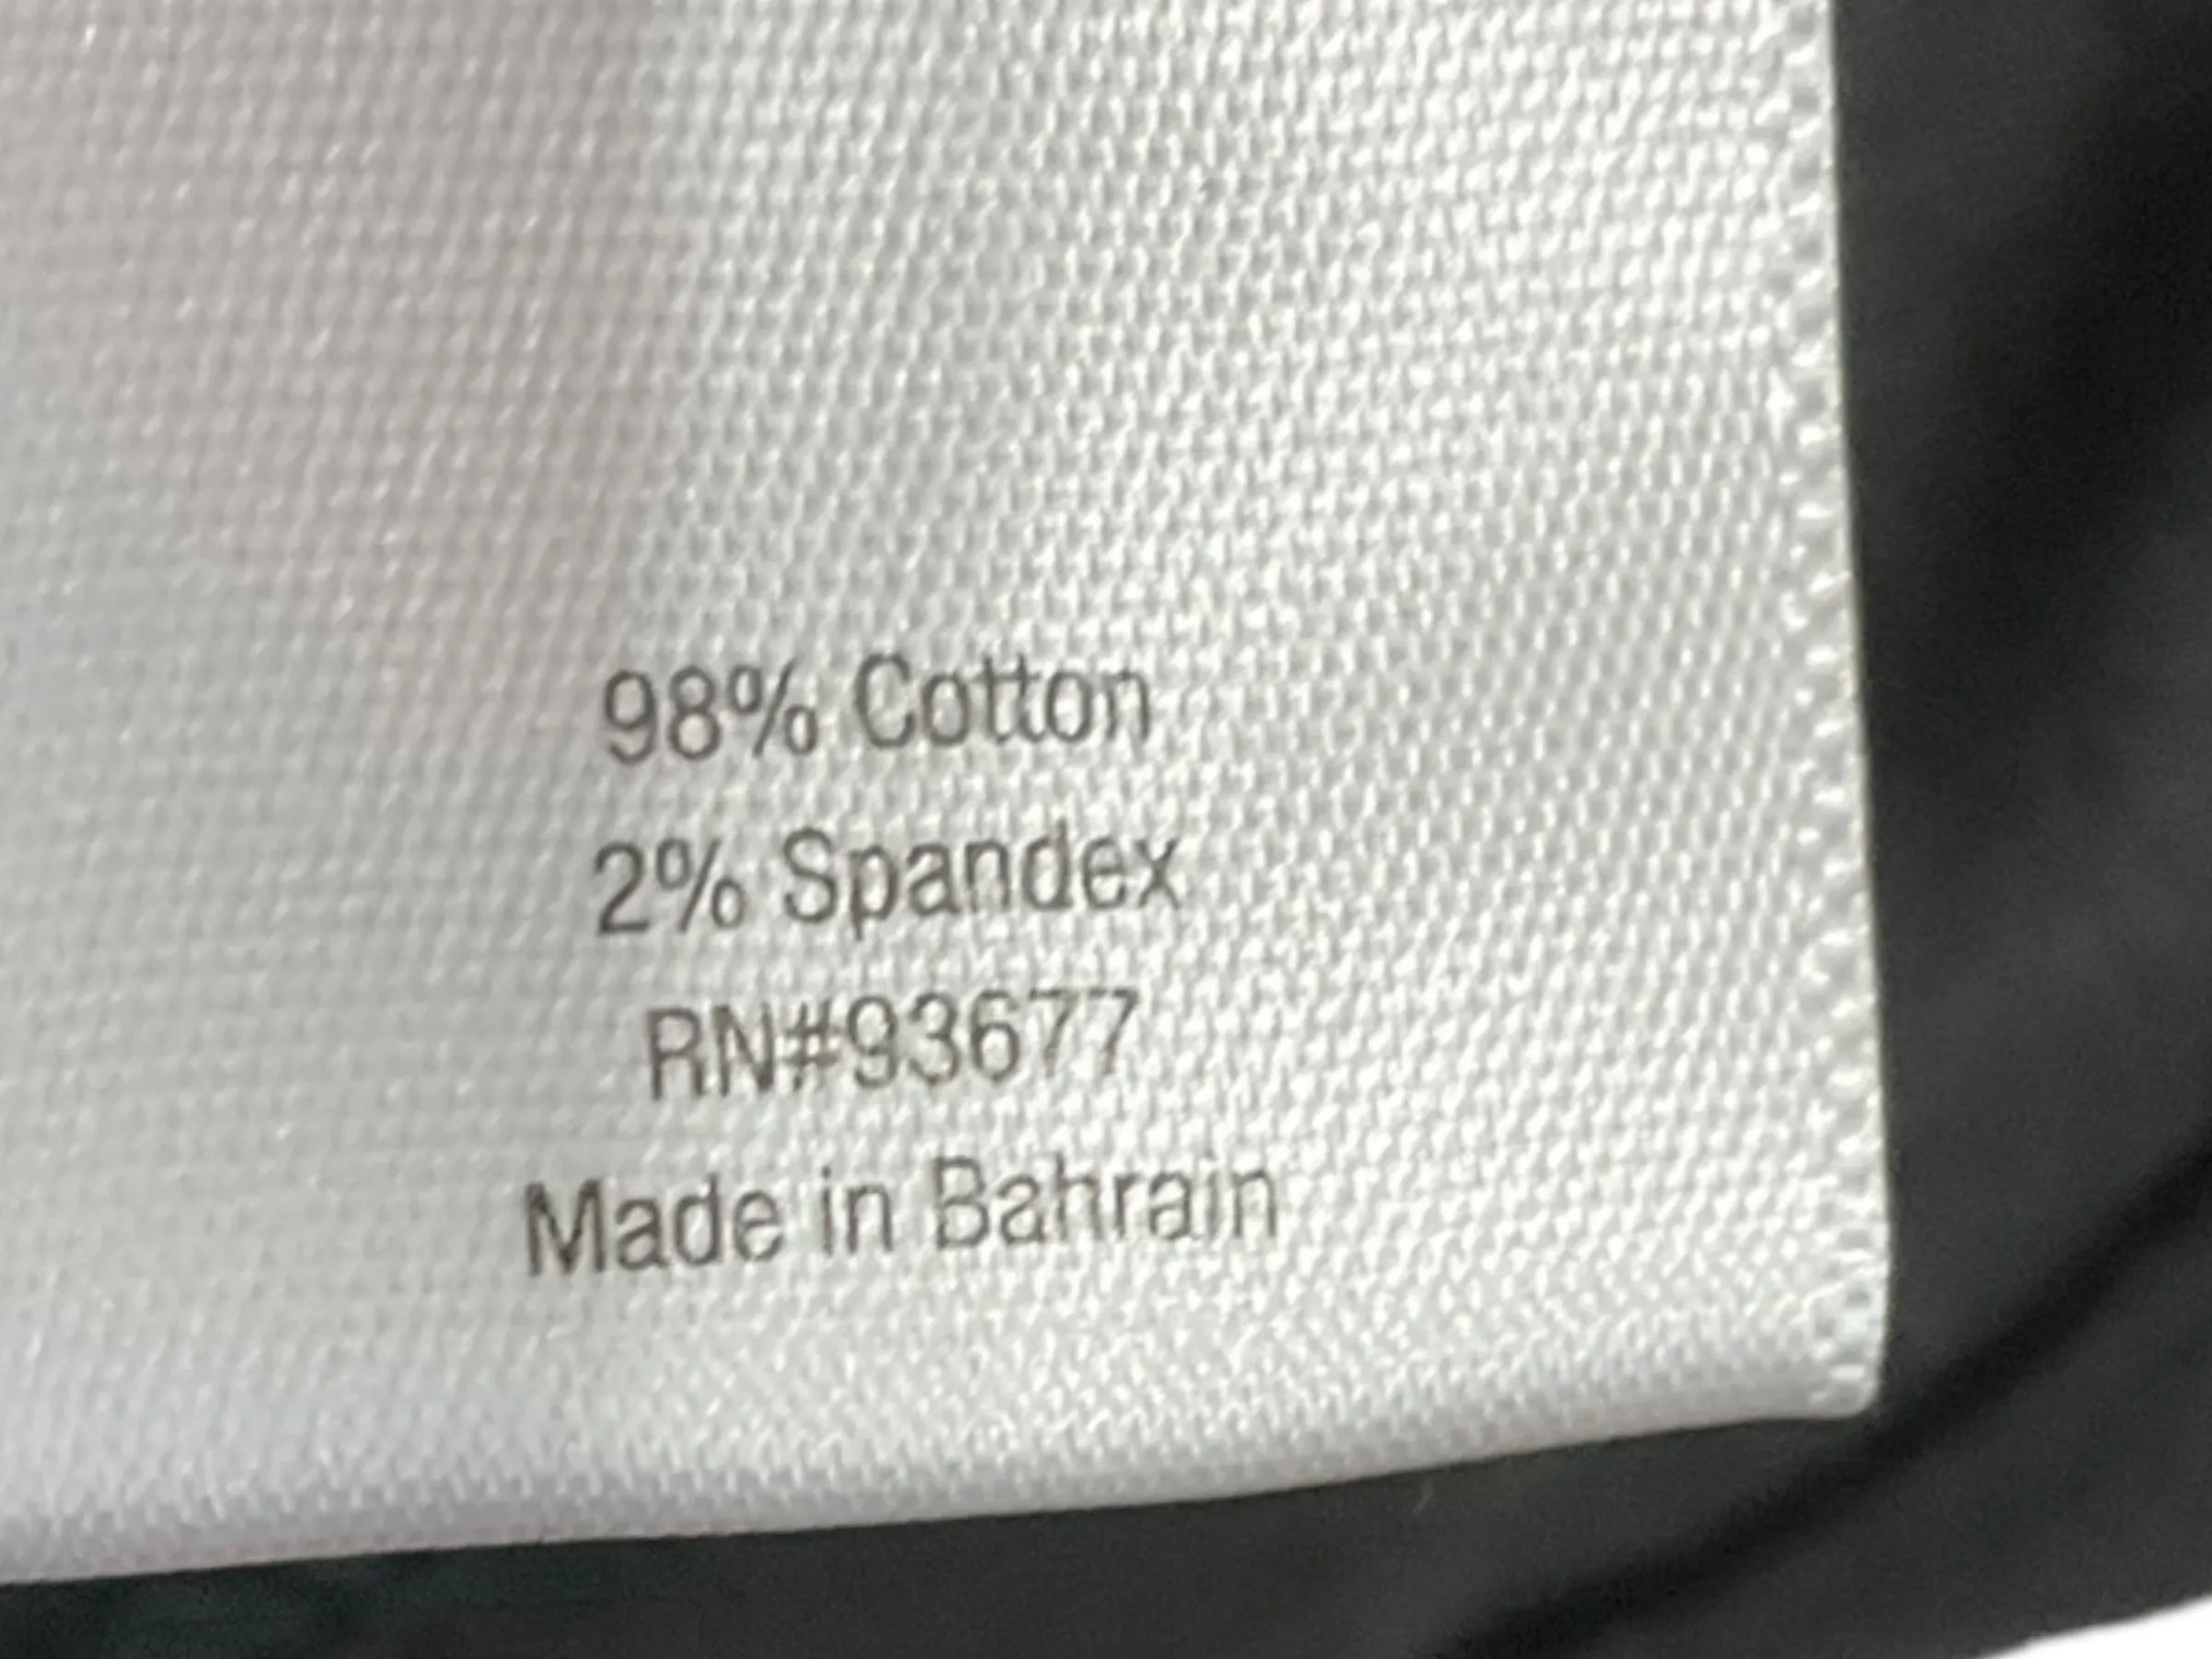 98% Cotton
2% Spandex
RN#93677
Made in Bahrain